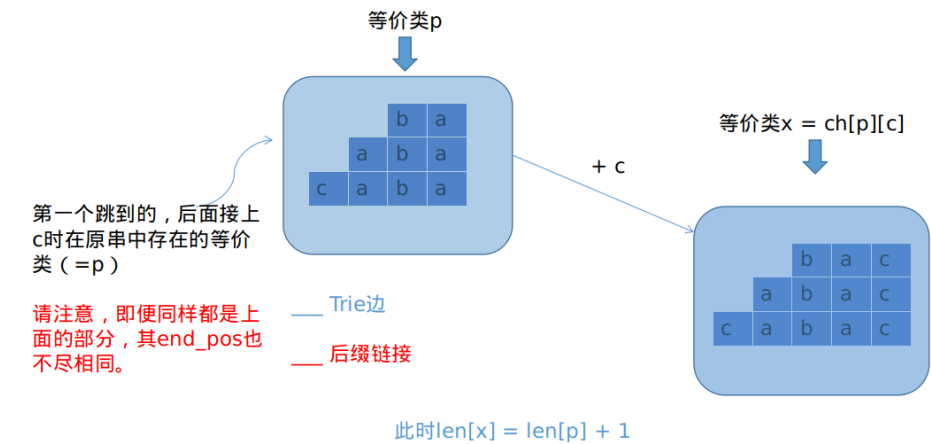 等价类p
b a
a b a
c a b a
+ c
等价类x = ch[p][c]
b a c
a b a c
c a b a c
第一个跳到的，后面接上
c时在原串中存在的等价
类（=p）
请注意，即便同样都是上
面的部分，其end_pos也
不尽相同。
___ Trie边
___ 后缀链接
此时len[x] = len[p] + 1